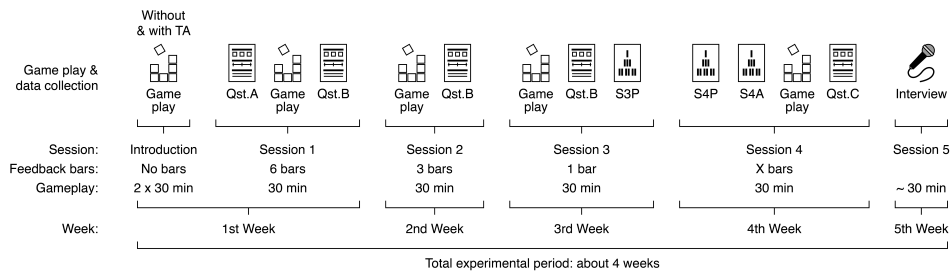 Without
& with TA
Game play &
data collection
Game
play
Qst.A
Game
play
Qst.B
Game
play
Qst.B
Game
play
Qst.B
S3P
S4P
S4A
Game
play
Qst.C
Interview
Session: Introduction Session 1 Session 2 Session 3 Session 4 Session 5
Feedback bars: No bars 6 bars 3 bars 1 bar X bars
Gameplay: 2 x 30 min 30 min 30 min 30 min 30 min ~ 30 min
Week: 1st Week 2nd Week 3rd Week 4th Week 5th Week
Total experimental period: about 4 weeks